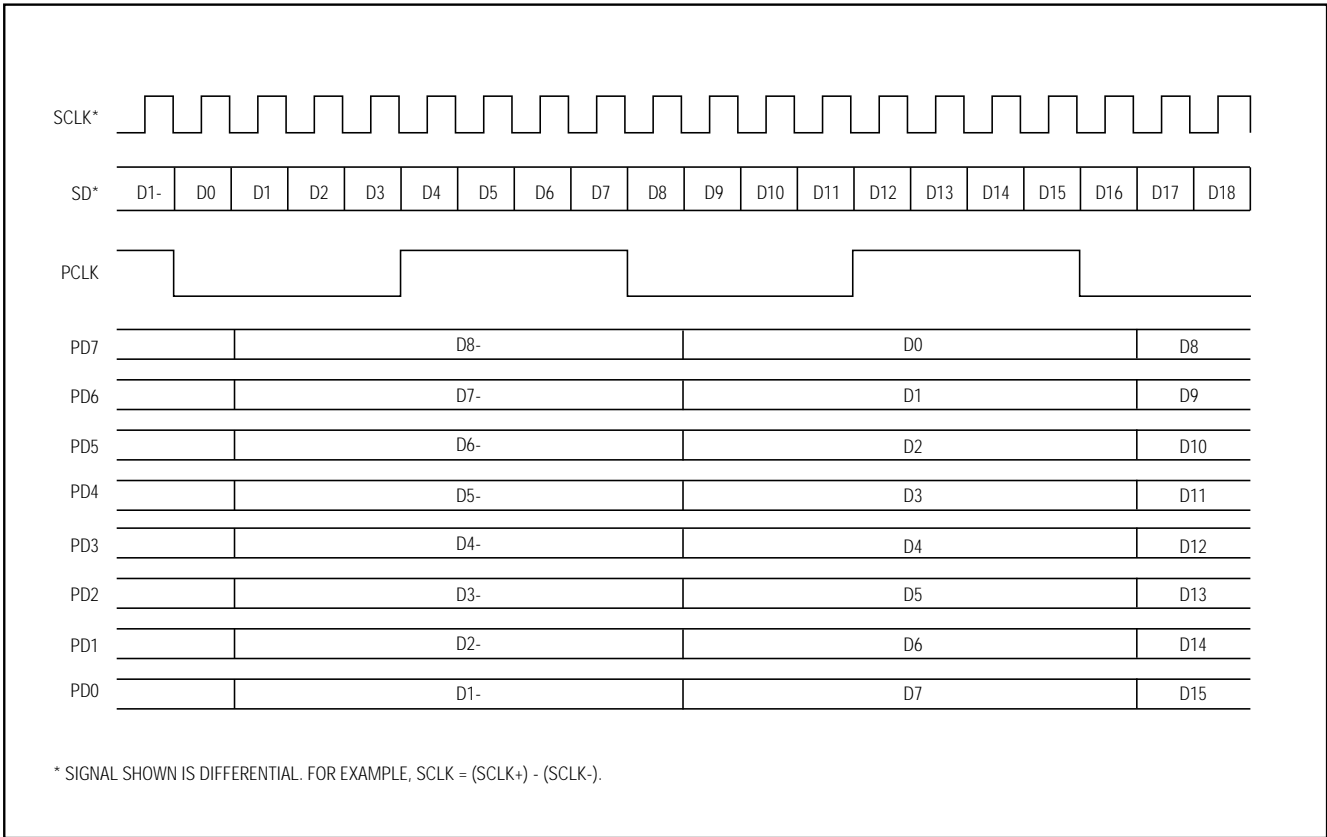 SCLK*
SD* D1- D0 D1 D2 D3 D4 D5 D6 D7 D8 D9 D10 D11 D12 D13 D14 D15 D16 D17 D18
PCLK
PD7 D8- D0 D8
PD6 D7- D1 D9
PD5 D6- D2 D10
PD4 D5- D3 D11
PD3 D4- D4 D12
PD2 D3- D5 D13
PD1 D2- D6 D14
PD0 D1- D7 D15
* SIGNAL SHOWN IS DIFFERENTIAL. FOR EXAMPLE, SCLK = (SCLK+) - (SCLK-).